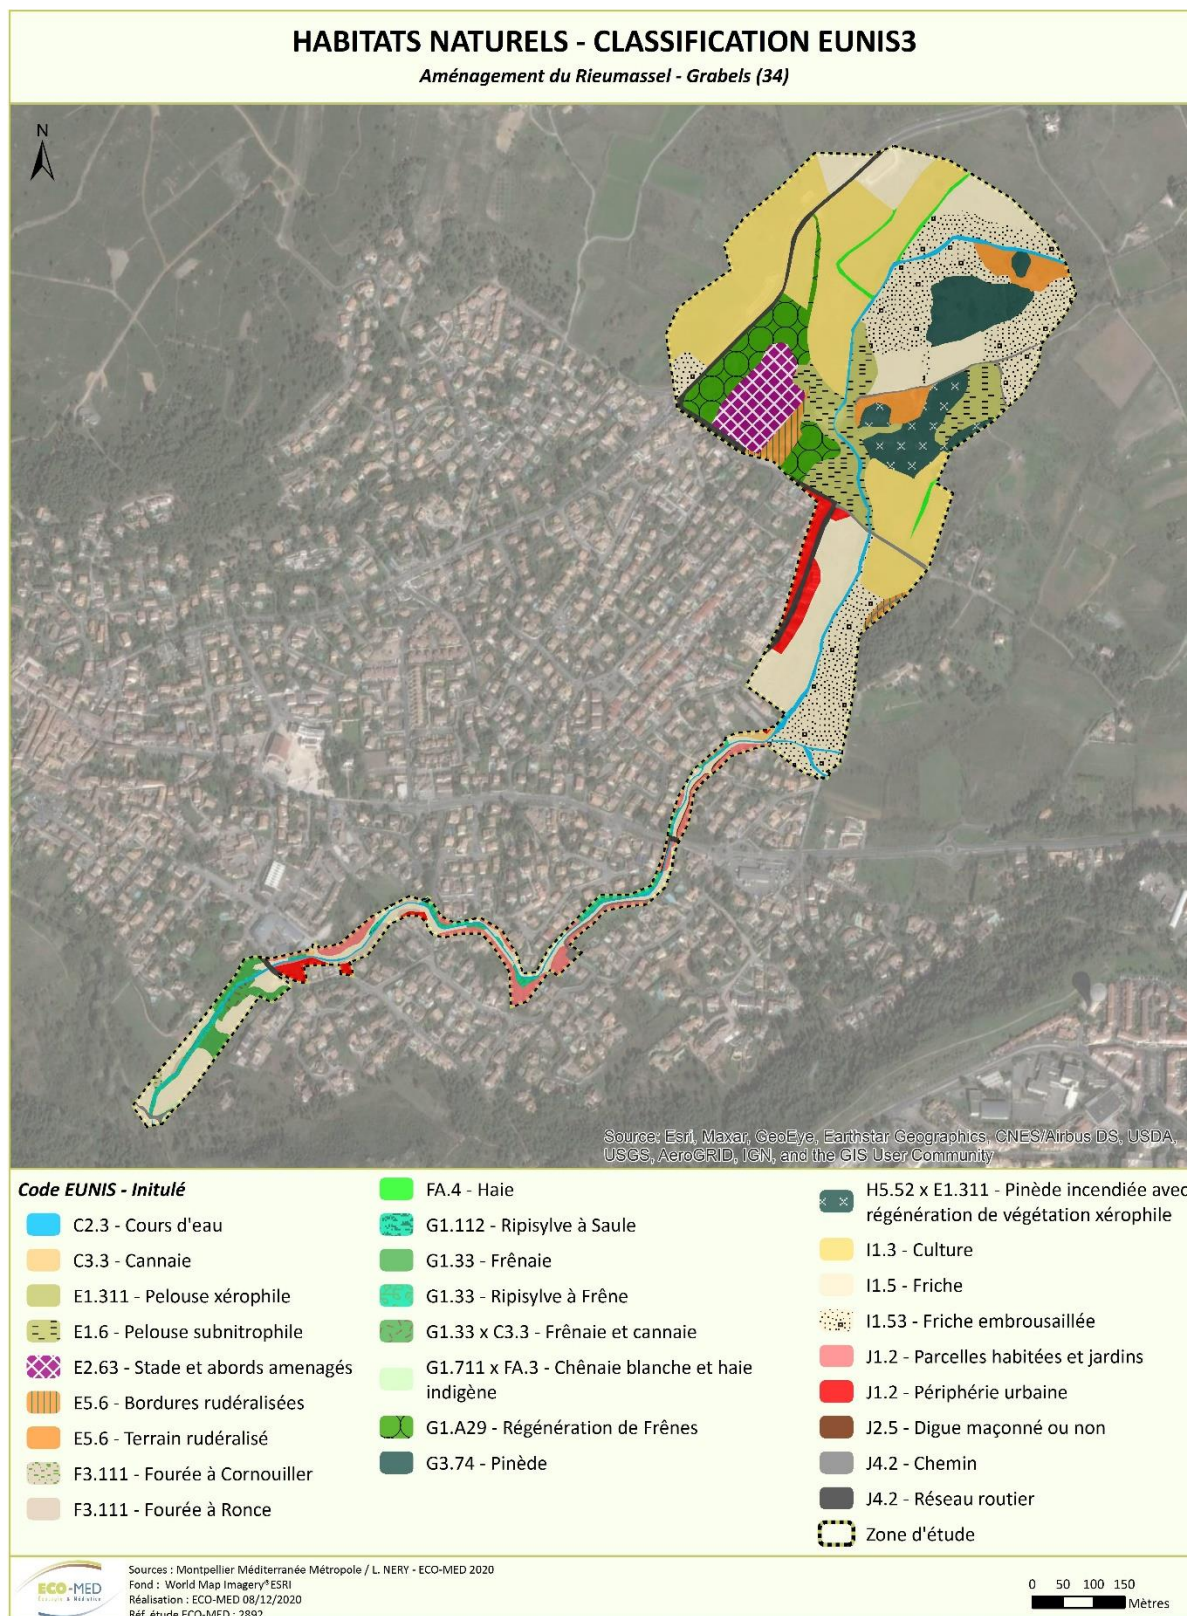 HABITATS NATURELS - CLASSIFICATION EUNIS3
Aménagement du Rieumassel - Grabels (34)
N
Source: Esri, Maxar, GeoEye, Earthstar Geographics, CNES/Airbus DS, USDA,
USGS, AeroGRID, IGN, and the GIS User Community
Code EUNIS - Initulé
C2.3 - Cours d'eau
C3.3 - Cannaie
E1.311 - Pelouse xérophile
E1.6 - Pelouse subnitrophile
E2.63 - Stade et abords amenagés
E5.6 - Bordures rudéralisées
E5.6 - Terrain rudéralisé
F3.111 - Fourée à Cornouiller
F3.111 - Fourée à Ronce
FA.4 - Haie
G1.112 - Ripisylve à Saule
G1.33 - Frênaie
G1.33 - Ripisylve à Frêne
G1.33 x C3.3 - Frênaie et cannaie
G1.711 x FA.3 - Chênaie blanche et haie
indigène
G1.A29 - Régénération de Frênes
G3.74 - Pinède
H5.52 x E1.311 - Pinède incendiée avec
régénération de végétation xérophile
I1.3 - Culture
I1.5 - Friche
I1.53 - Friche embrousaillée
J1.2 - Parcelles habitées et jardins
J1.2 - Périphérie urbaine
J2.5 - Digue maçonné ou non
J4.2 - Chemin
J4.2 - Réseau routier
Zone d'étude
ECO-MED
Ecologie & Médiation
Sources : Montpellier Méditerranée Métropole / L. NERY - ECO-MED 2020
Fond : World Map Imagery®ESRI
Réalisation : ECO-MED 08/12/2020
Réf. étude ECO-MED : 2892
0 50 100 150
Mètres